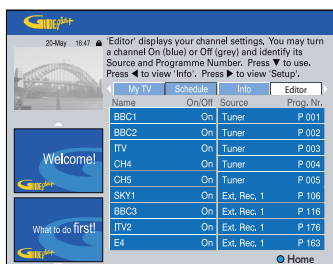 GUIDEplus+
20-May 16:47
'Editor' displays your channel settings. You may turn
a channel On (blue) or Off (grey) and identify its
Source and Programme Number. Press ▼ to use.
Press ◄ to view 'Info'. Press ► to view 'Setup'.
My TV Schedule Info Editor
Name On/Off Source Prog. Nr.
BBC1 On Tuner P 001
BBC2 On Tuner P 002
ITV On Tuner P 003
CH4 On Tuner P 004
CH5 On Tuner P 005
SKY1 On Ext. Rec. 1 P 106
BBC3 On Ext. Rec. 1 P 116
ITV2 On Ext. Rec. 1 P 176
E4 On Ext. Rec. 1 P 163
Welcome!
GUIDEplus+
What to do first!
GUIDEplus+
Home